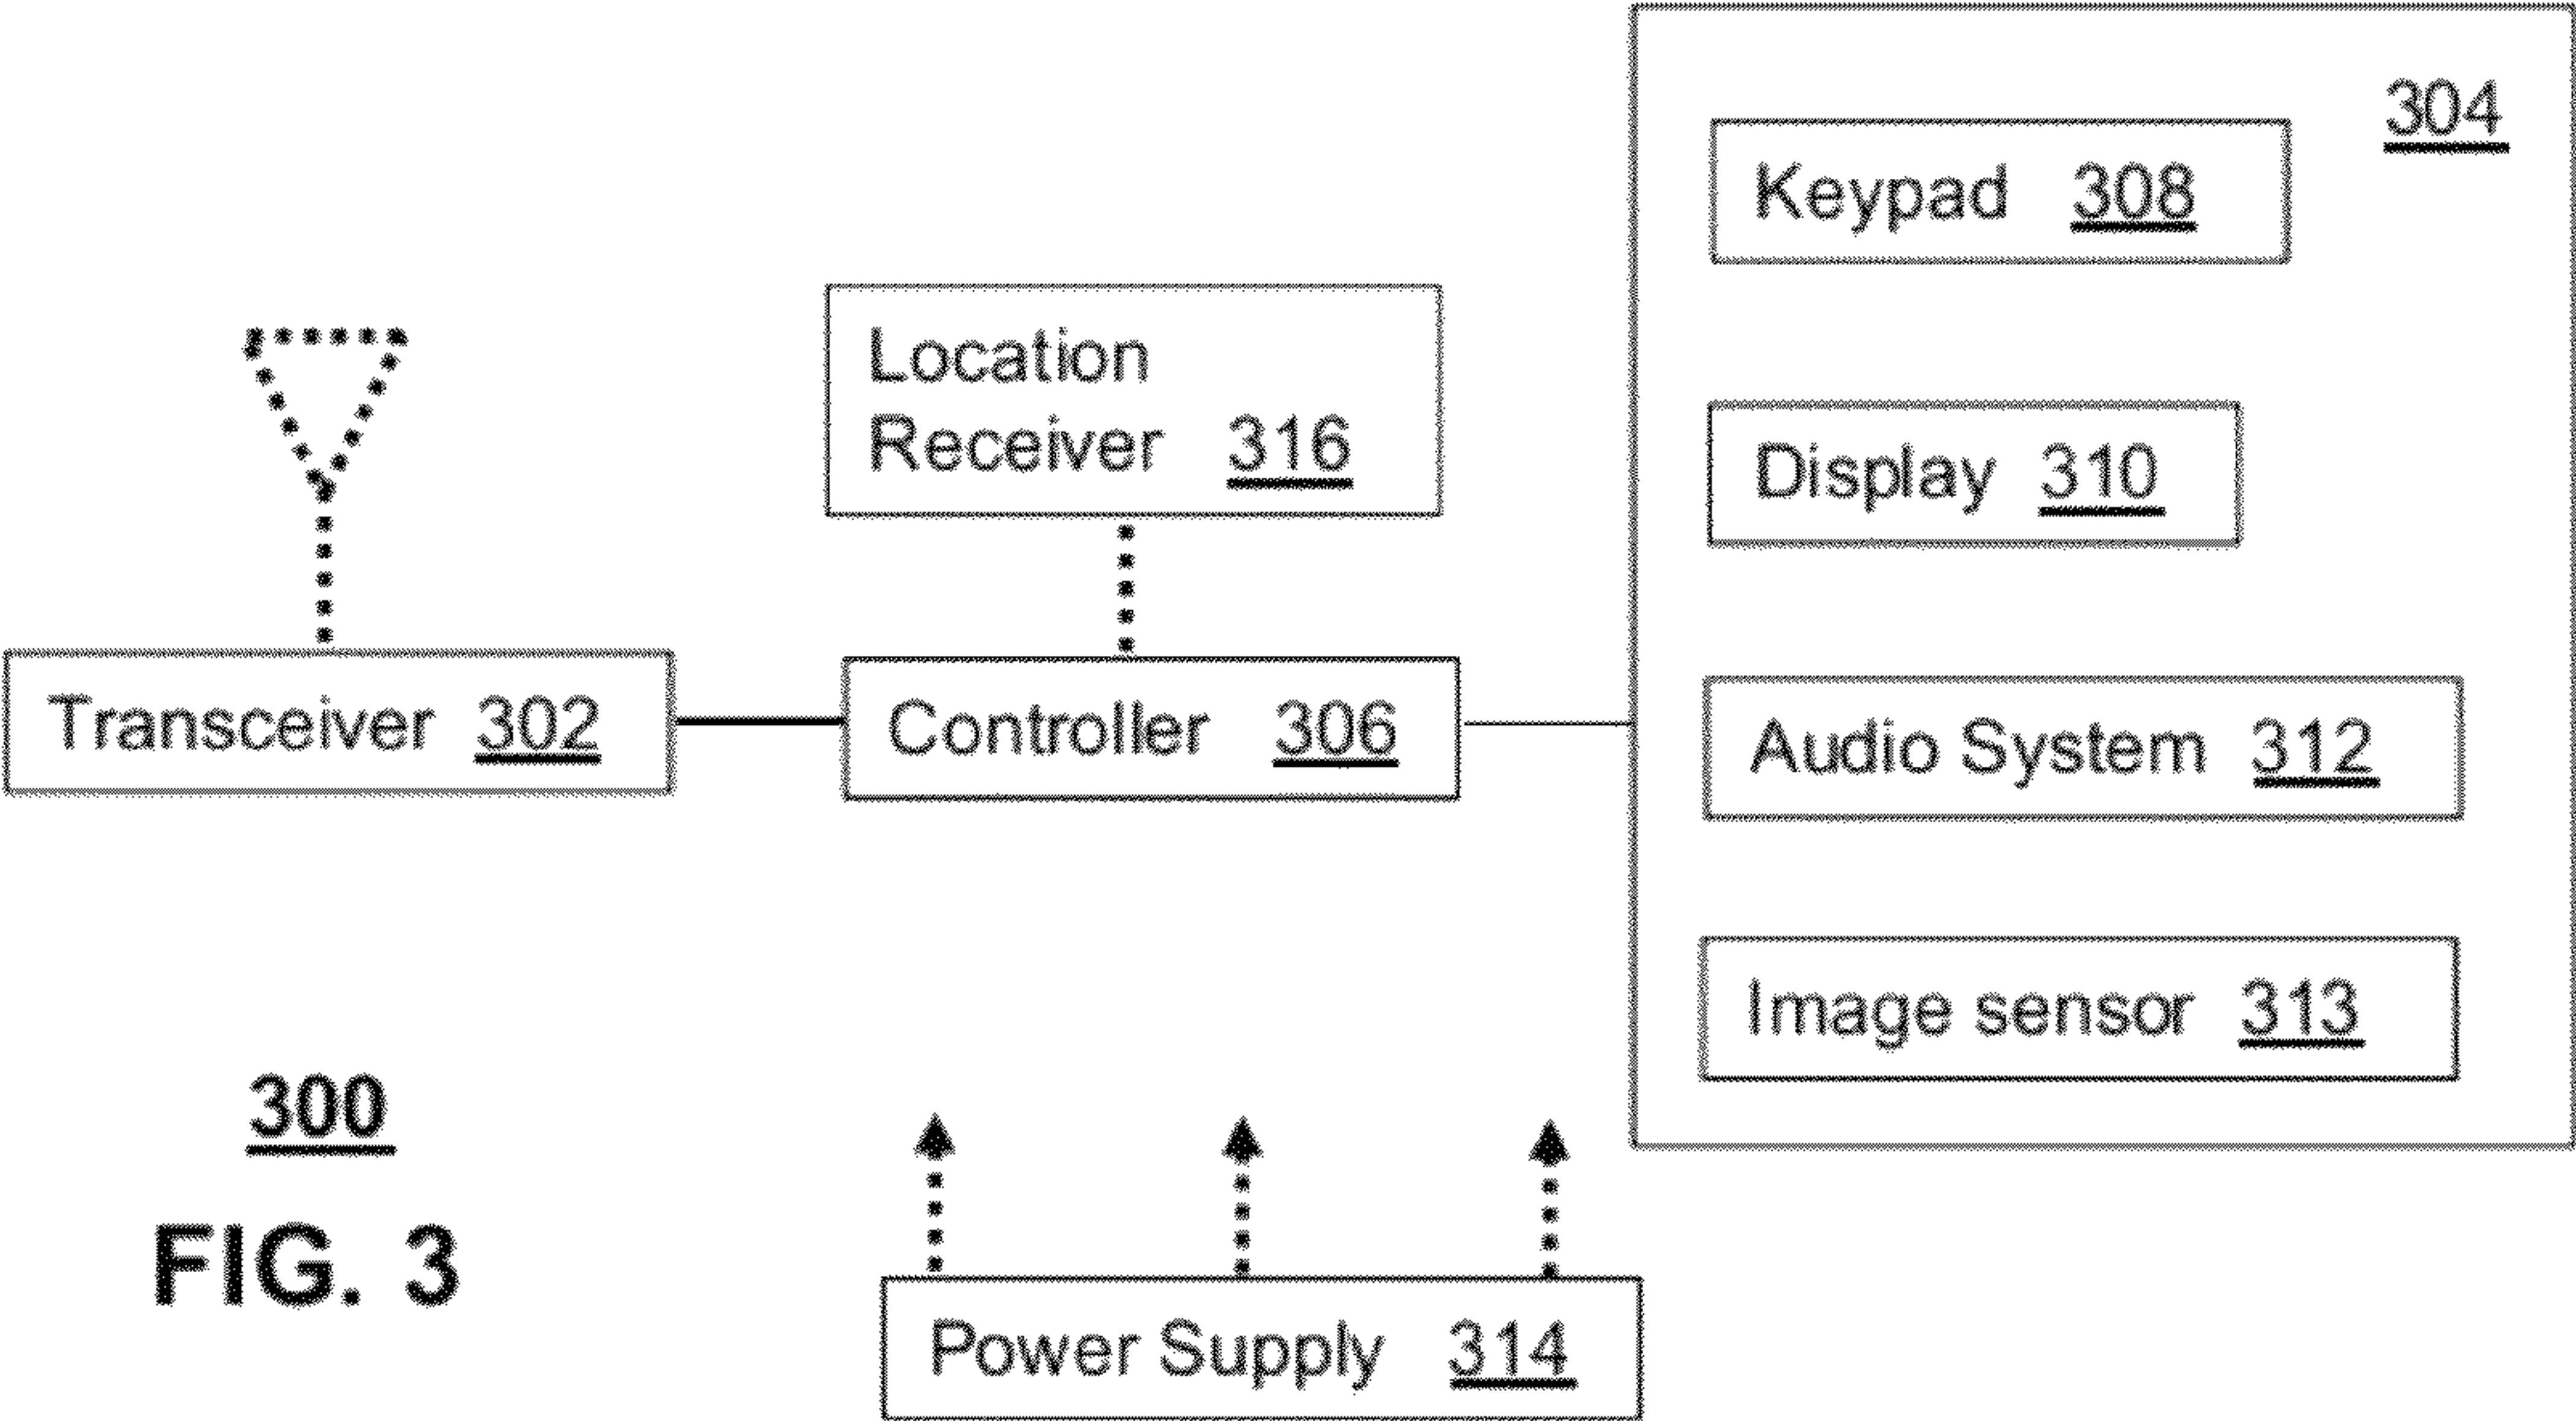 304
Keypad 308
Location
Receiver 316
Display 310
Transceiver 302
Controller 306
Audio System 312
Image sensor 313
300
FIG. 3
Power Supply 314